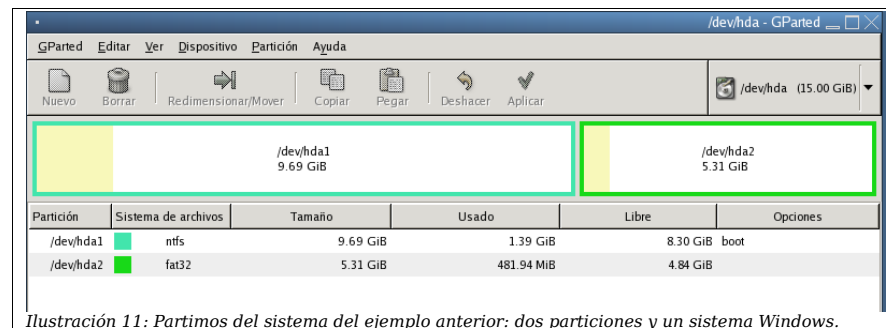 /dev/hda - GParted
GParted Editar Ver Dispositivo Partición Ayuda
Nuevo Borrar Redimensionar/Mover Copiar Pegar Deshacer Aplicar /dev/hda (15.00 GiB)
/dev/hda1 /dev/hda2
9.69 GiB 5.31 GiB
Partición Sistema de archivos Tamaño Usado Libre Opciones
/dev/hda1 ntfs 9.69 GiB 1.39 GiB 8.30 GiB boot
/dev/hda2 fat32 5.31 GiB 481.94 MiB 4.84 GiB
Ilustración 11: Partimos del sistema del ejemplo anterior: dos particiones y un sistema Windows.